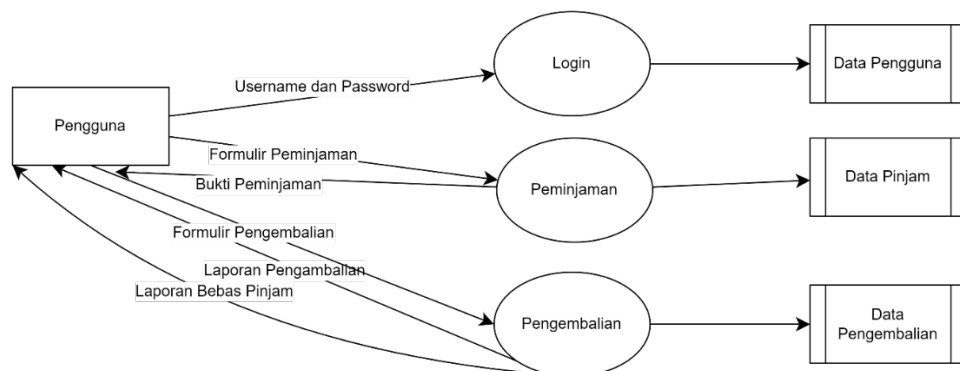 Login
Data Pengguna
Username dan Password
Pengguna
Formulir Peminjaman
Bukti Peminjaman
Peminjaman
Data Pinjam
Formulir Pengembalian
Laporan Pengambalian
Laporan Bebas Pinjam
Pengembalian
Data
Pengembalian